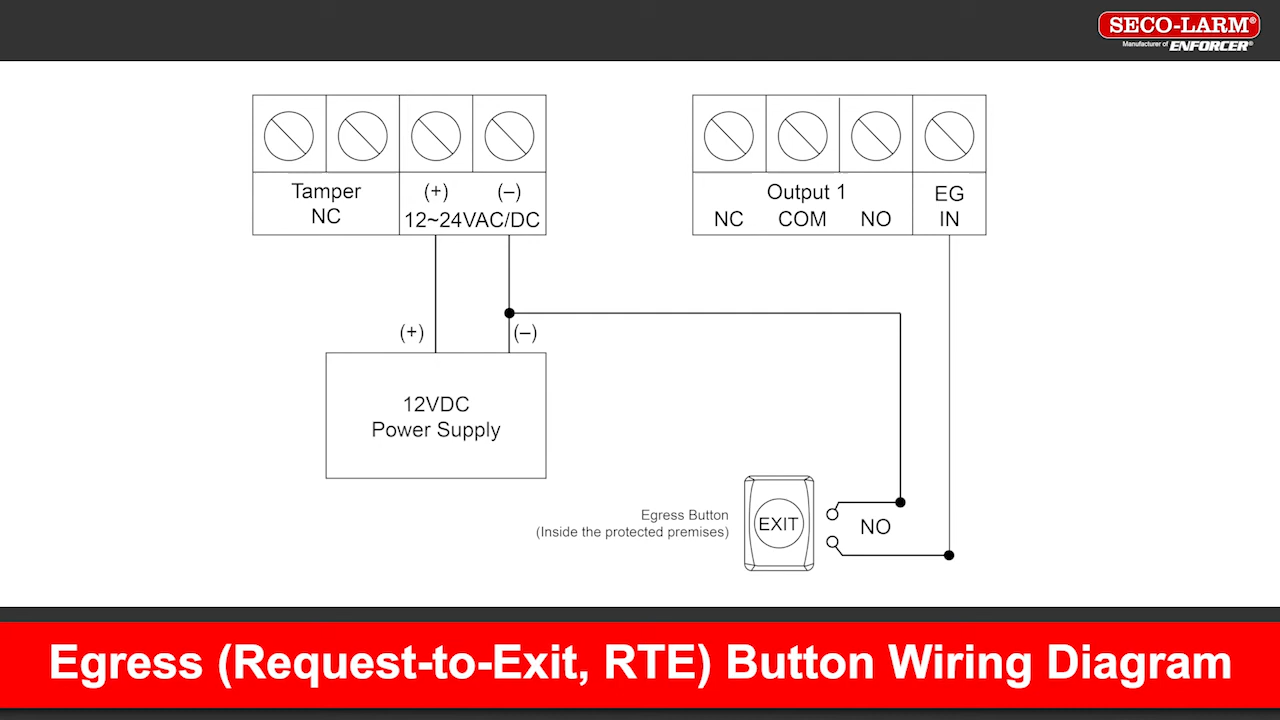 SECO-LARM®
Manufacturer of ENFORCER®
Tamper
NC
(+) (–)
12~24VAC/DC
Output 1
NC COM NO
EG
IN
(+) (–)
12VDC
Power Supply
Egress Button
(Inside the protected premises)
EXIT
NO
Egress (Request-to-Exit, RTE) Button Wiring Diagram